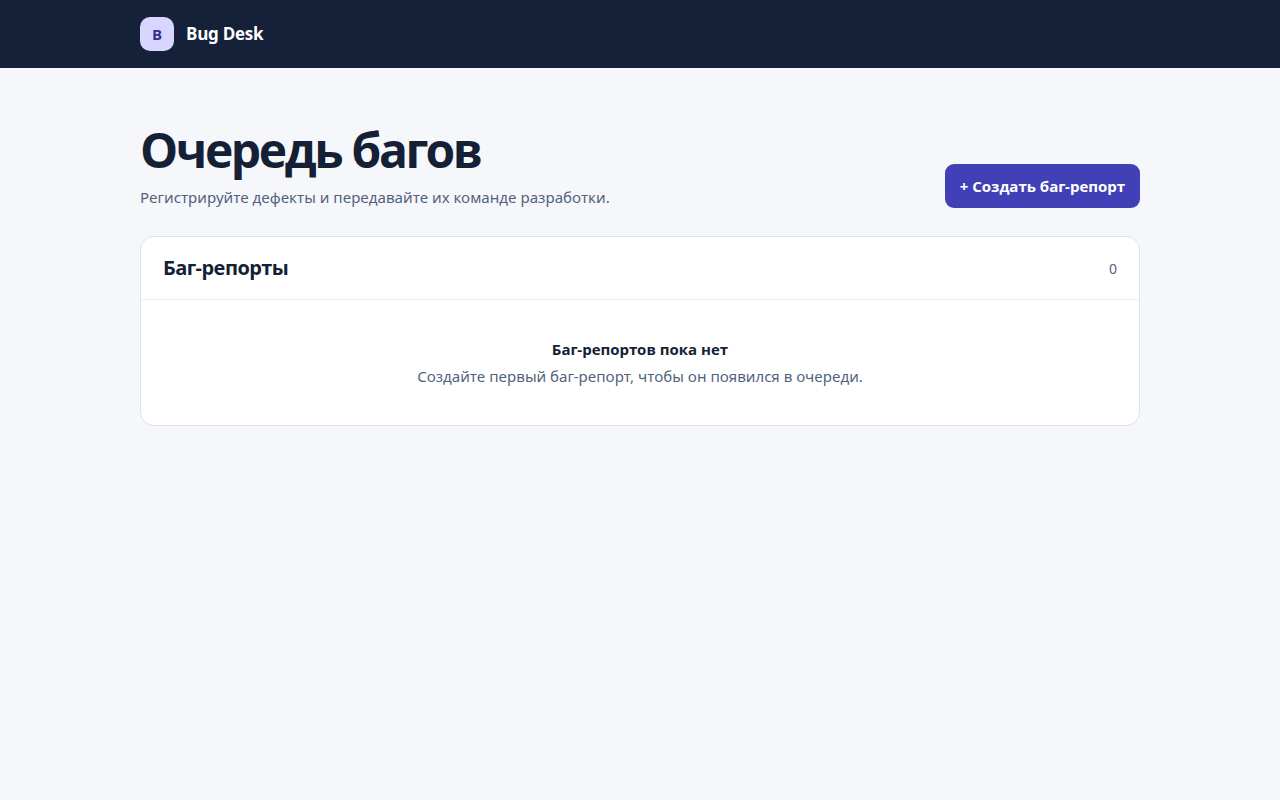 B Bug Desk
Очередь багов
Регистрируйте дефекты и передавайте их команде разработки.
+ Создать баг-репорт
Баг-репорты 0
Баг-репортов пока нет
Создайте первый баг-репорт, чтобы он появился в очереди.